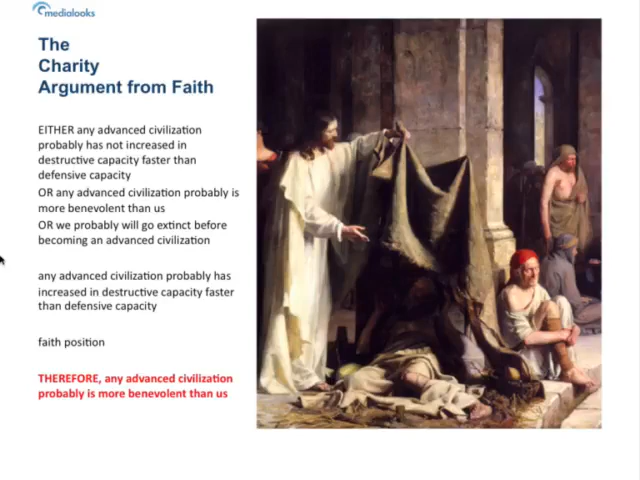 medialooks
The
Charity
Argument from Faith
EITHER any advanced civilization
probably has not increased in
destructive capacity faster than
defensive capacity
OR any advanced civilization probably is
more benevolent than us
OR we probably will go extinct before
becoming an advanced civilization
any advanced civilization probably has
increased in destructive capacity faster
than defensive capacity
faith position
THEREFORE, any advanced civilization
probably is more benevolent than us